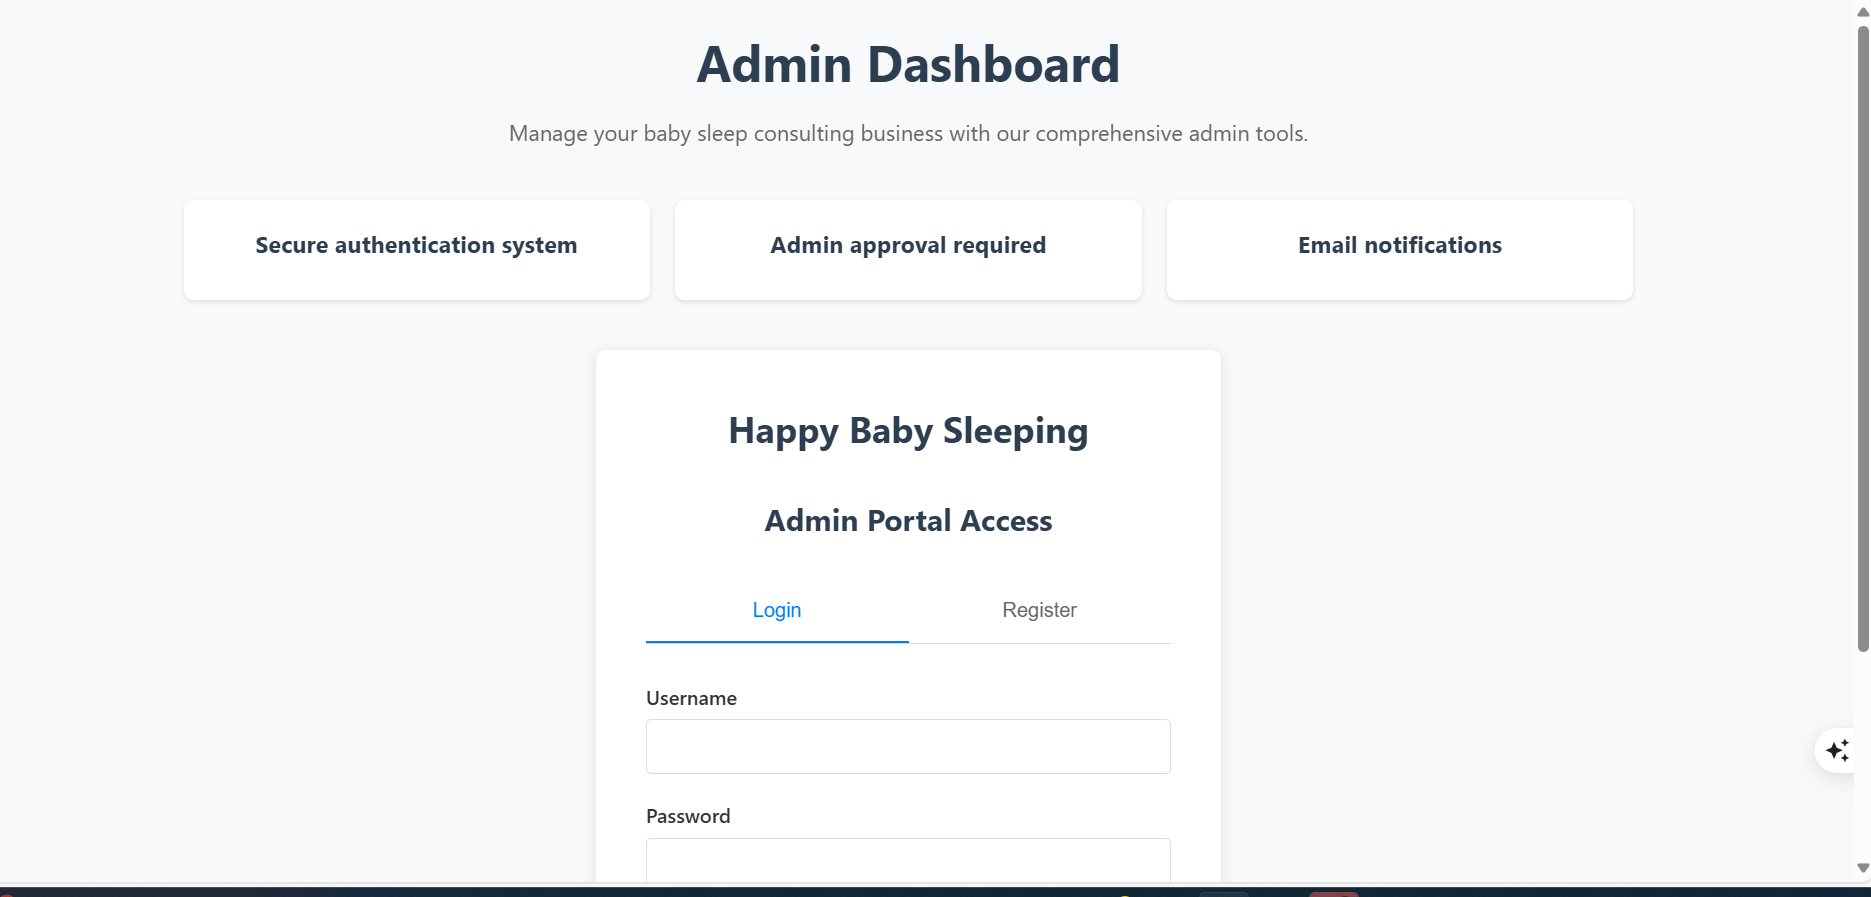 Admin Dashboard
Manage your baby sleep consulting business with our comprehensive admin tools.
Secure authentication system
Admin approval required
Email notifications
Happy Baby Sleeping
Admin Portal Access
Login
Register
Username
Password